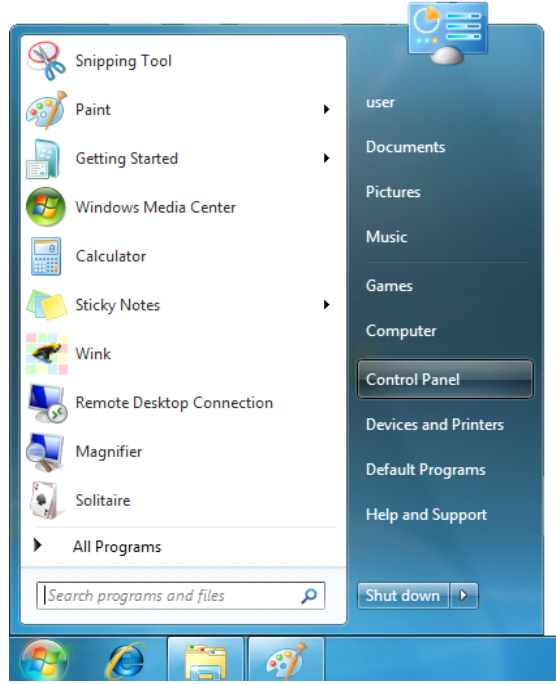 Snipping Tool
Paint
Getting Started
Windows Media Center
Calculator
Sticky Notes
Wink
Remote Desktop Connection
Magnifier
Solitaire
All Programs
Search programs and files
user
Documents
Pictures
Music
Games
Computer
Control Panel
Devices and Printers
Default Programs
Help and Support
Shut down